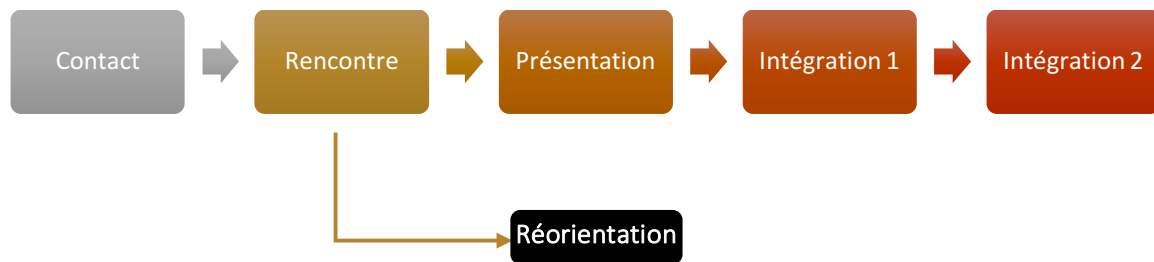 Contact
Rencontre
Présentation
Intégration 1
Intégration 2
Réorientation